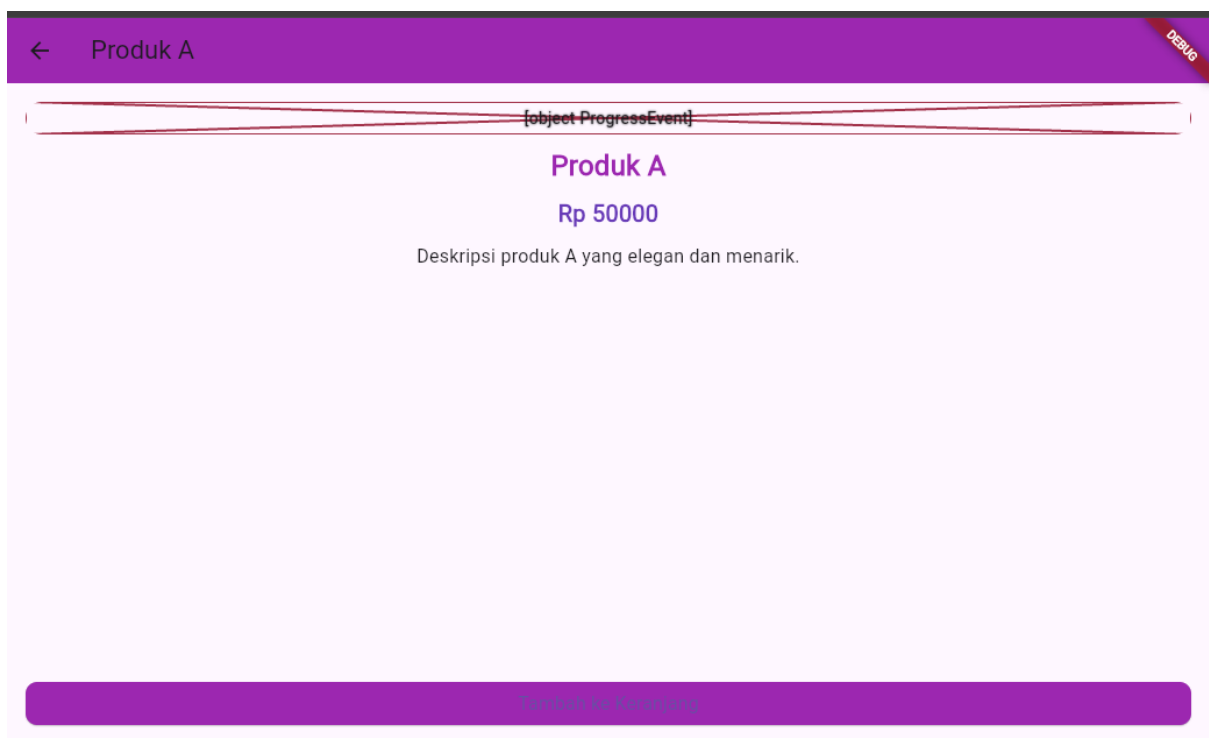 Produk A
DEBUG
[object ProgressEvent]
Produk A
Rp 50000
Deskripsi produk A yang elegan dan menarik.
Tambah ke Keranjang